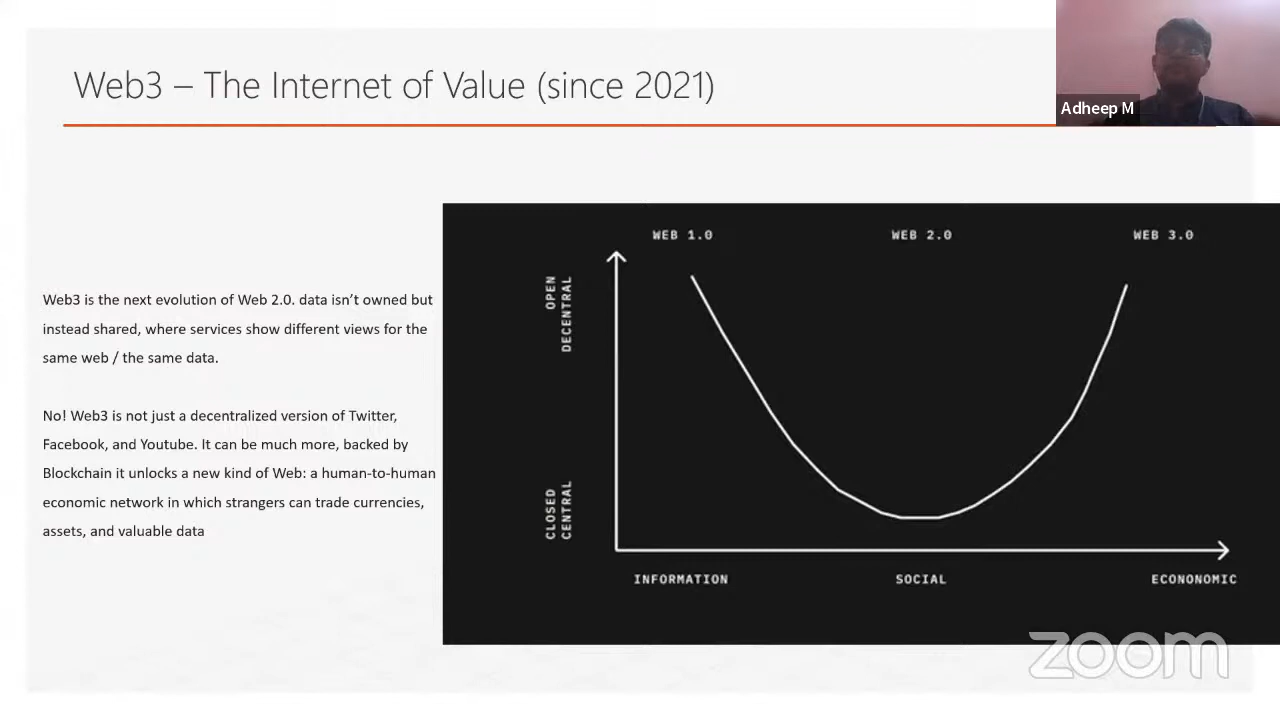 Web3 – The Internet of Value (since 2021)
Adheep M
Web3 is the next evolution of Web 2.0. data isn’t owned but
instead shared, where services show different views for the
same web / the same data.
No! Web3 is not just a decentralized version of Twitter,
Facebook, and Youtube. It can be much more, backed by
Blockchain it unlocks a new kind of Web: a human-to-human
economic network in which strangers can trade currencies,
assets, and valuable data
WEB 1.0
WEB 2.0
WEB 3.0
OPEN
DECENTRAL
CLOSED
CENTRAL
INFORMATION
SOCIAL
ECONONOMIC
zoom